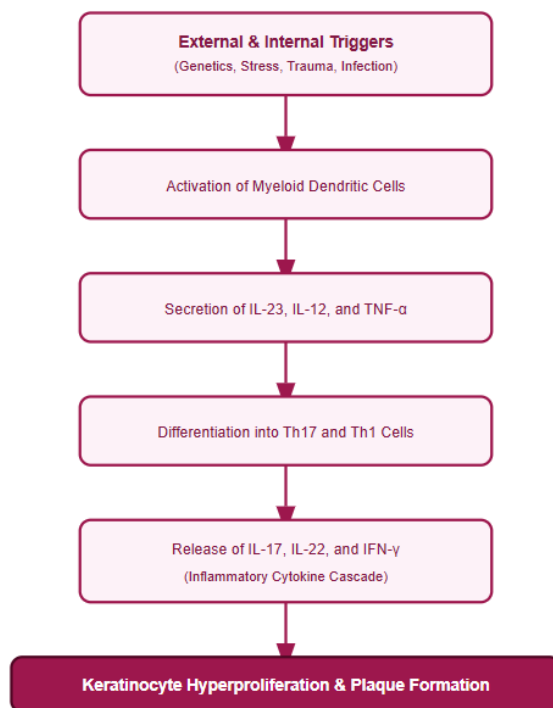 External & Internal Triggers
(Genetics, Stress, Trauma, Infection)
Activation of Myeloid Dendritic Cells
Secretion of IL-23, IL-12, and TNF-α
Differentiation into Th17 and Th1 Cells
Release of IL-17, IL-22, and IFN-γ
(Inflammatory Cytokine Cascade)
Keratinocyte Hyperproliferation & Plaque Formation